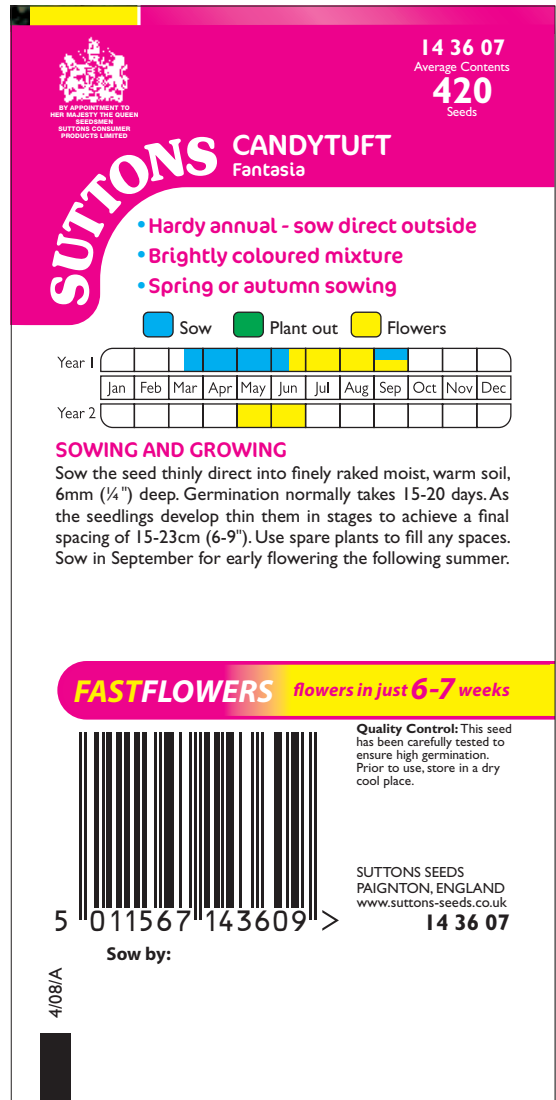 BY APPOINTMENT TO
HER MAJESTY THE QUEEN
SEEDSMEN
SUTTONS CONSUMER
PRODUCTS LIMITED
14 36 07
Average Contents
420
Seeds
SUTTONS
CANDYTUFT
Fantasia
• Hardy annual - sow direct outside
• Brightly coloured mixture
• Spring or autumn sowing
Sow Plant out Flowers
Year 1
Jan Feb Mar Apr May Jun Jul Aug Sep Oct Nov Dec
Year 2
SOWING AND GROWING
Sow the seed thinly direct into finely raked moist, warm soil,
6mm (¼") deep. Germination normally takes 15-20 days. As
the seedlings develop thin them in stages to achieve a final
spacing of 15-23cm (6-9"). Use spare plants to fill any spaces.
Sow in September for early flowering the following summer.
FASTFLOWERS flowers in just 6-7 weeks
Quality Control: This seed
has been carefully tested to
ensure high germination.
Prior to use, store in a dry
cool place.
SUTTONS SEEDS
PAIGNTON, ENGLAND
www.suttons-seeds.co.uk
14 36 07
5 011567 143609 >
Sow by:
4/08/A